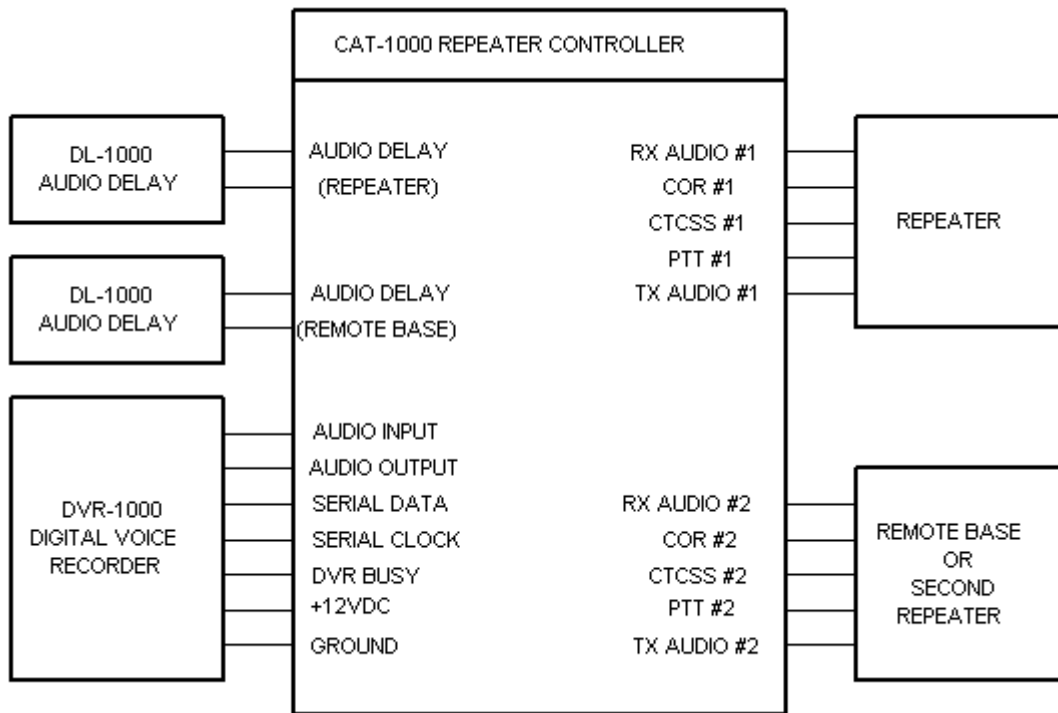 CAT-1000 REPEATER CONTROLLER
DL-1000
AUDIO DELAY
DL-1000
AUDIO DELAY
DVR-1000
DIGITAL VOICE
RECORDER
AUDIO DELAY
(REPEATER)
AUDIO DELAY
(REMOTE BASE)
AUDIO INPUT
AUDIO OUTPUT
SERIAL DATA
SERIAL CLOCK
DVR BUSY
+12VDC
GROUND
RX AUDIO #1
COR #1
CTCSS #1
PTT #1
TX AUDIO #1
RX AUDIO #2
COR #2
CTCSS #2
PTT #2
TX AUDIO #2
REPEATER
REMOTE BASE
OR
SECOND
REPEATER